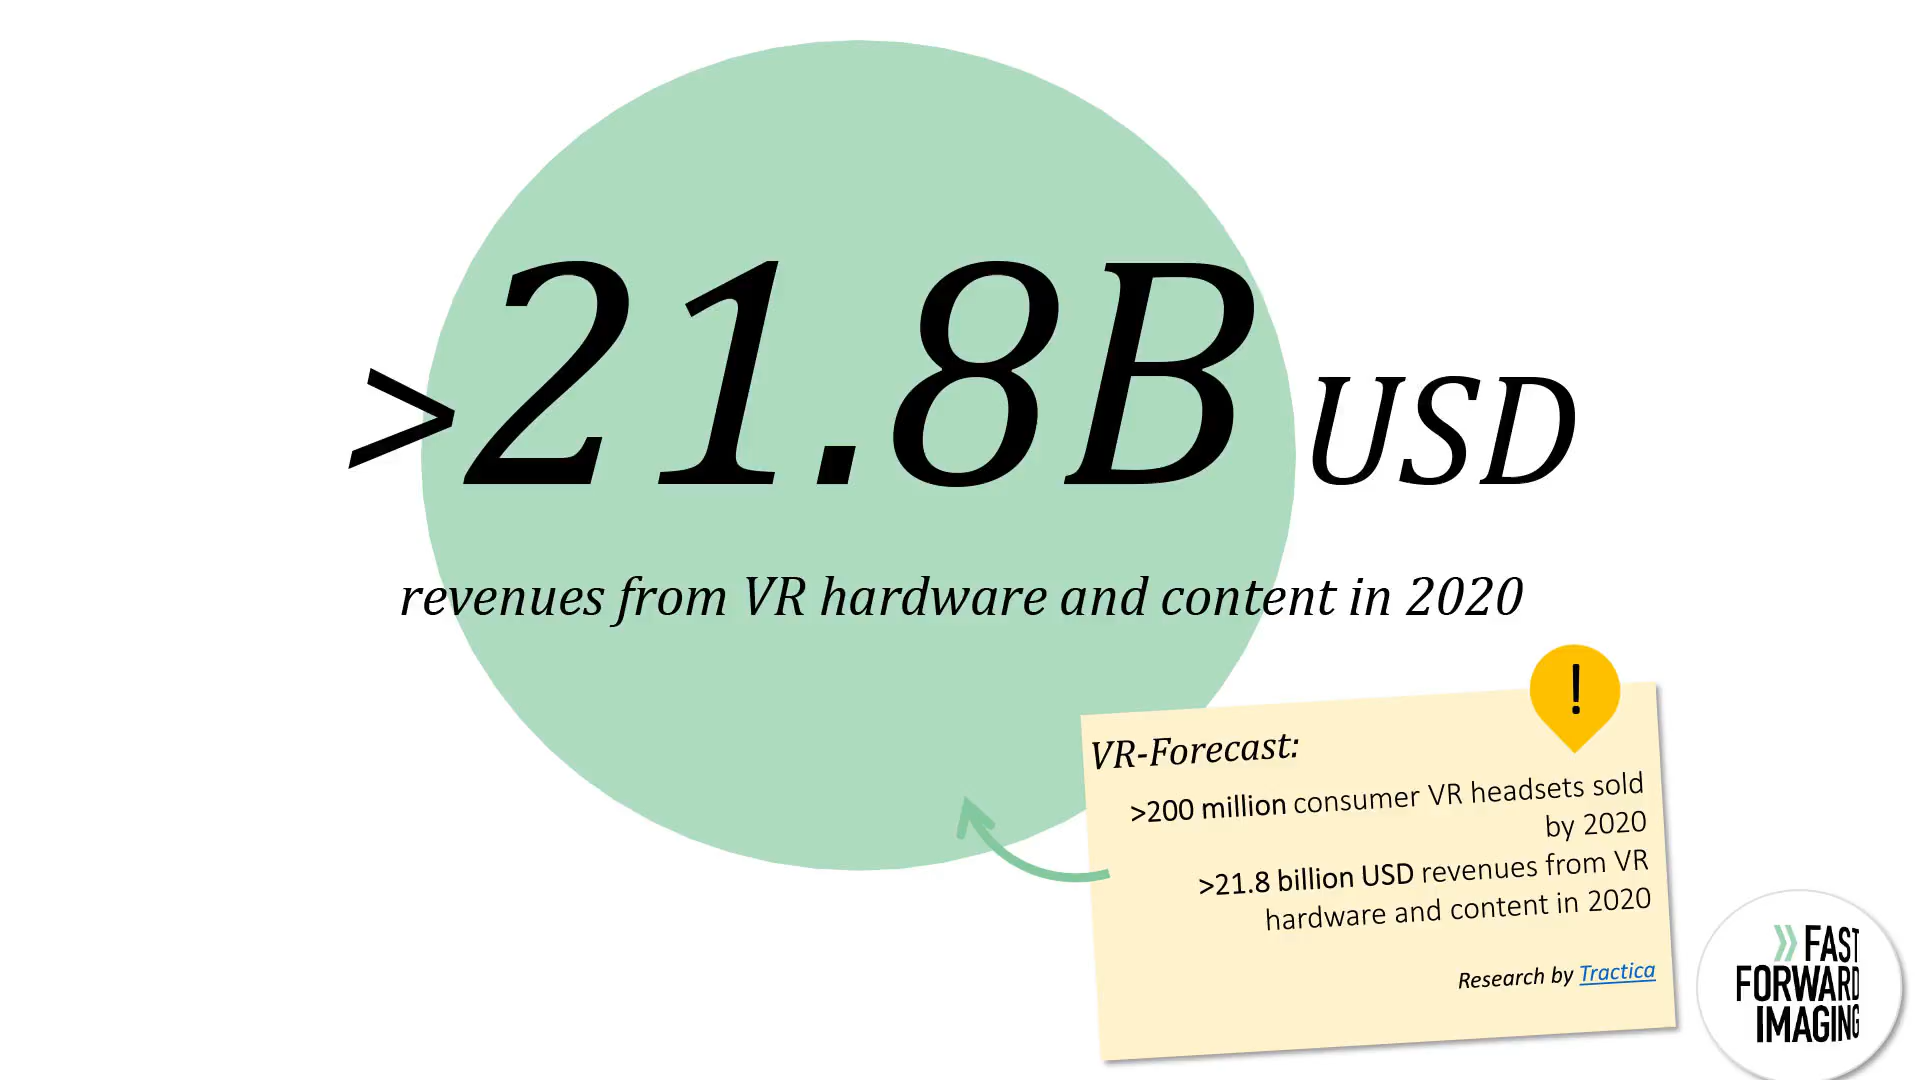 >21.8B USD
revenues from VR hardware and content in 2020
!
VR-Forecast:
>200 million consumer VR headsets sold
by 2020
>21.8 billion USD revenues from VR
hardware and content in 2020
Research by Tractica
FAST
FORWARD
IMAGING